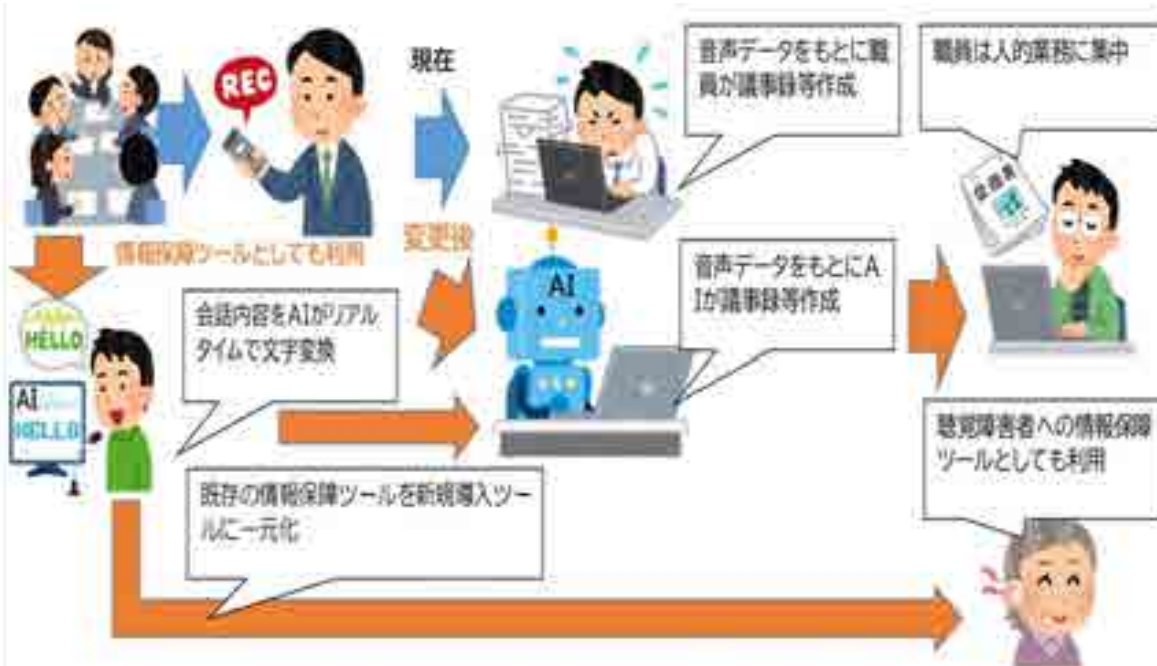 REC
現在
音声データをもとに職
員が議事録等作成
職員は人的業務に集中
情報保障ツールとしても利用
変更後
AI
音声データをもとにA
Iが議事録等作成
会話内容をAIがリアル
タイムで文字変換
HELLO
AI
HELLO
聴覚障害者への情報保障
ツールとしても利用
既存の情報保障ツールを新規導入ツー
ルに一元化